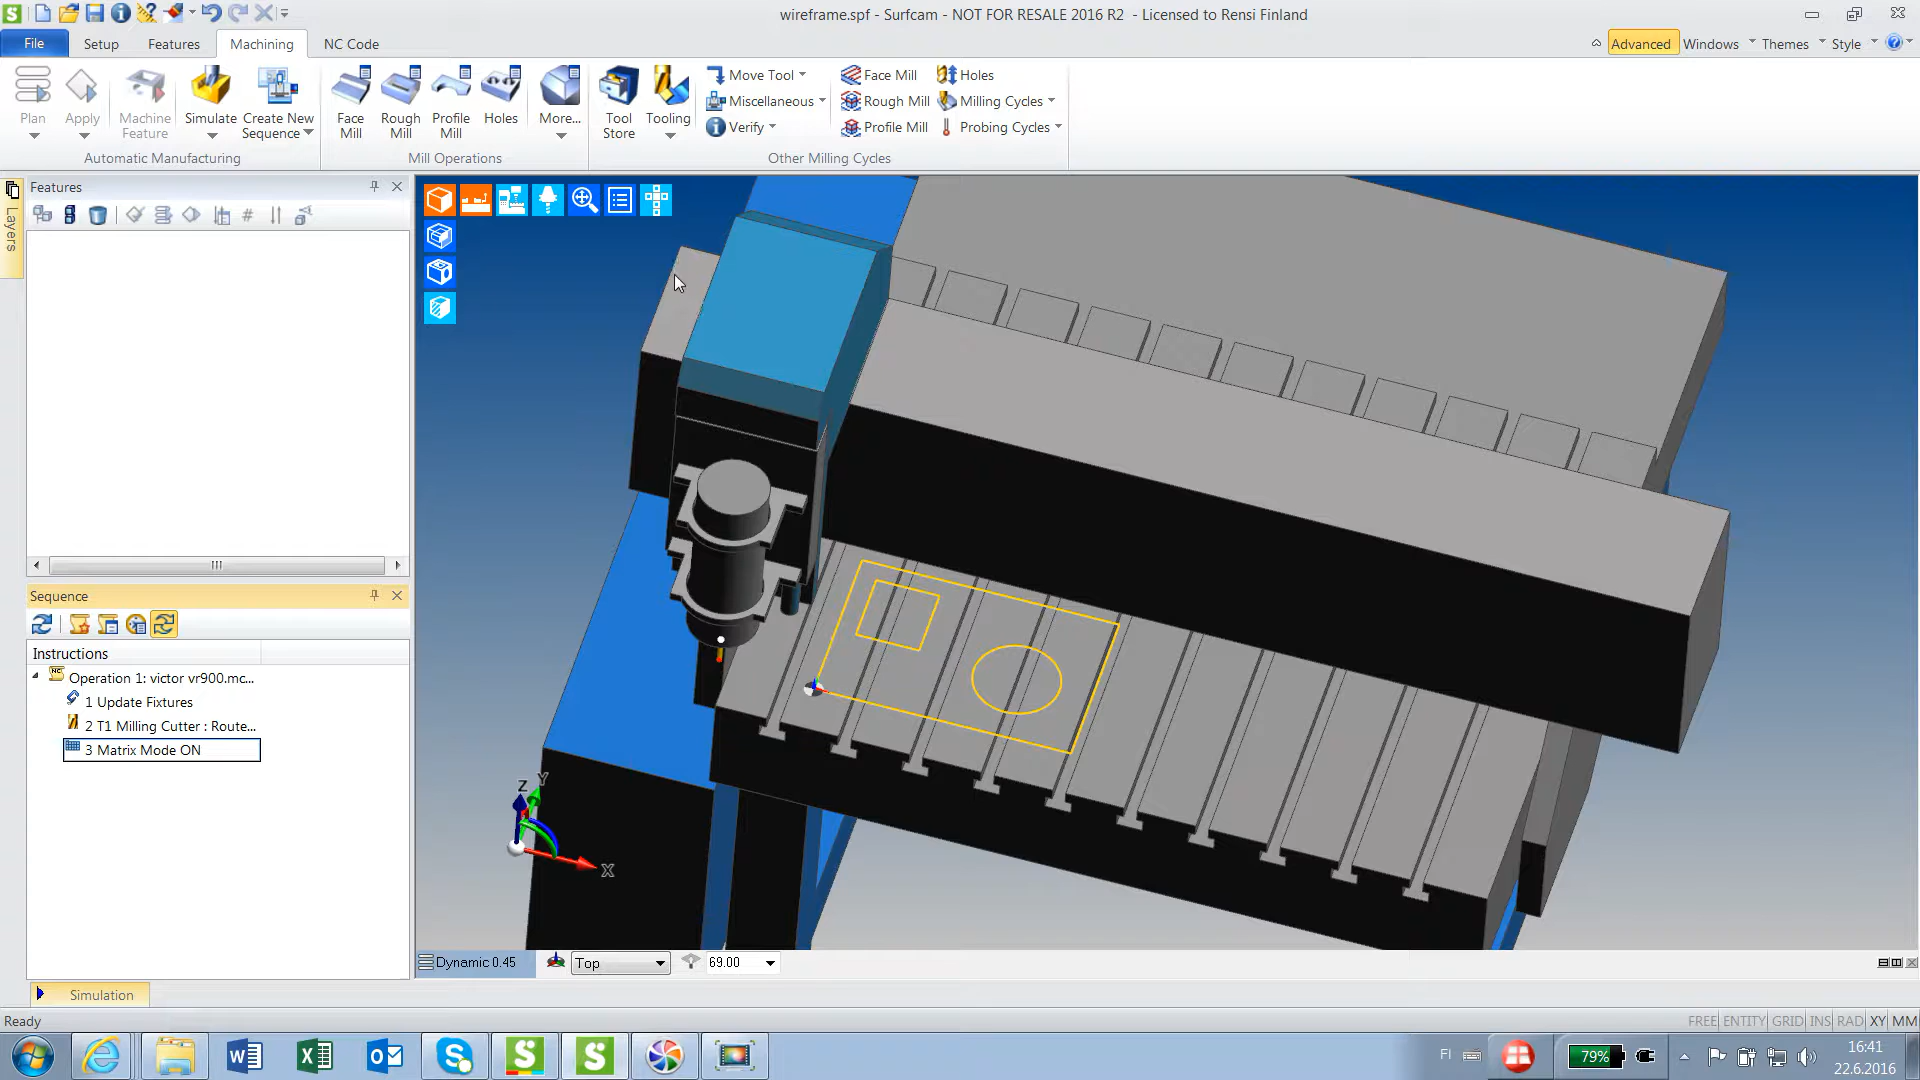 wireframe.spf - Surfcam - NOT FOR RESALE 2016 R2 - Licensed to Rensi Finland
File Setup Features Machining NC Code Advanced Windows Themes Style
Plan
Apply
Machine
Feature
Simulate
Create New
Sequence
Automatic Manufacturing
Face
Mill
Rough
Mill
Profile
Mill
Holes
More...
Mill Operations
Tool
Store
Tooling
Move Tool
Miscellaneous
Verify
Face Mill
Rough Mill
Profile Mill
Holes
Milling Cycles
Probing Cycles
Other Milling Cycles
Layers
Features
Sequence
Instructions
Operation 1: victor vr900.mc...
1 Update Fixtures
2 T1 Milling Cutter : Route...
3 Matrix Mode ON
Z
Y
X
Dynamic 0.45
Top
69.00
Simulation
Ready
FREE ENTITY GRID INS RAD XY MM
FI
79%
16:41
22.6.2016